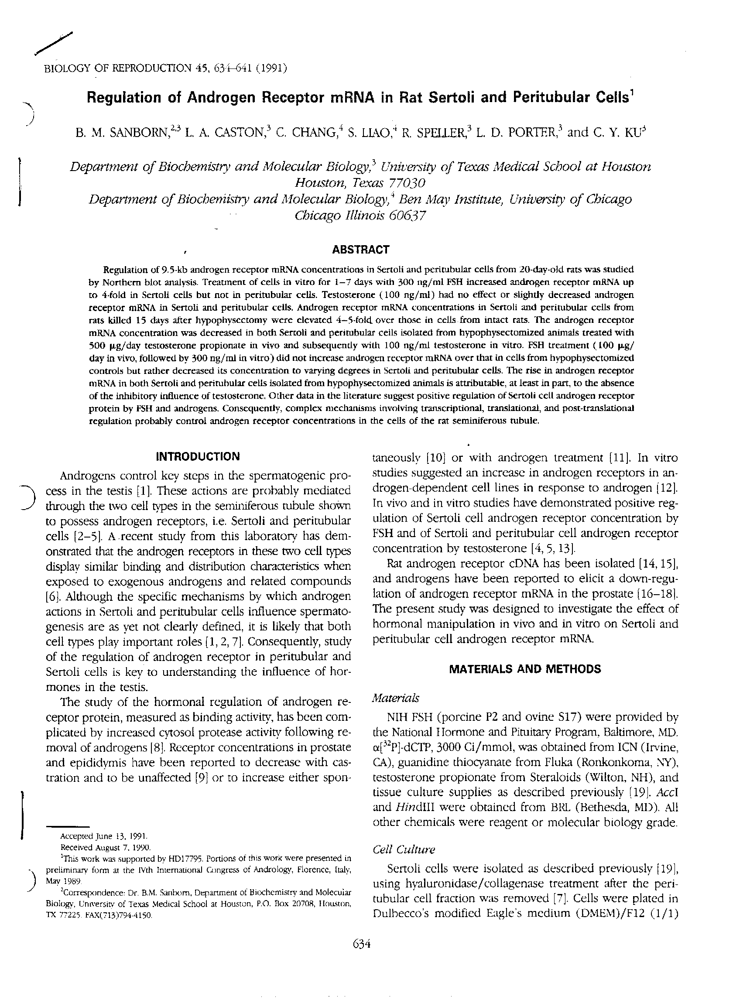 BIOLOGY OF REPRODUCTION 45, 634–641 (1991)
Regulation of Androgen Receptor mRNA in Rat Sertoli and Peritubular Cells¹
B. M. SANBORN,²,³ L. A. CASTON,³ C. CHANG,⁴ S. LIAO,⁴ R. SPELLER,³ L. D. PORTER,³ and C. Y. KU³
Department of Biochemistry and Molecular Biology,³ University of Texas Medical School at Houston
Houston, Texas 77030
Department of Biochemistry and Molecular Biology,⁴ Ben May Institute, University of Chicago
Chicago Illinois 60637
ABSTRACT
Regulation of 9.5-kb androgen receptor mRNA concentrations in Sertoli and peritubular cells from 20-day-old rats was studied
by Northern blot analysis. Treatment of cells in vitro for 1–7 days with 300 ng/ml FSH increased androgen receptor mRNA up
to 4-fold in Sertoli cells but not in peritubular cells. Testosterone (100 ng/ml) had no effect or slightly decreased androgen
receptor mRNA in Sertoli and peritubular cells. Androgen receptor mRNA concentrations in Sertoli and peritubular cells from
rats killed 15 days after hypophysectomy were elevated 4–5-fold over those in cells from intact rats. The androgen receptor
mRNA concentration was decreased in both Sertoli and peritubular cells isolated from hypophysectomized animals treated with
500 μg/day testosterone propionate in vivo and subsequently with 100 ng/ml testosterone in vitro. FSH treatment (100 μg/
day in vivo, followed by 300 ng/ml in vitro) did not increase androgen receptor mRNA over that in cells from hypophysectomized
controls but rather decreased its concentration to varying degrees in Sertoli and peritubular cells. The rise in androgen receptor
mRNA in both Sertoli and peritubular cells isolated from hypophysectomized animals is attributable, at least in part, to the absence
of the inhibitory influence of testosterone. Other data in the literature suggest positive regulation of Sertoli cell androgen receptor
protein by FSH and androgens. Consequently, complex mechanisms involving transcriptional, translational, and post-translational
regulation probably control androgen receptor concentrations in the cells of the rat seminiferous tubule.
INTRODUCTION
Androgens control key steps in the spermatogenic pro-
cess in the testis [1]. These actions are probably mediated
through the two cell types in the seminiferous tubule shown
to possess androgen receptors, i.e. Sertoli and peritubular
cells [2–5]. A recent study from this laboratory has dem-
onstrated that the androgen receptors in these two cell types
display similar binding and distribution characteristics when
exposed to exogenous androgens and related compounds
[6]. Although the specific mechanisms by which androgen
actions in Sertoli and peritubular cells influence spermato-
genesis are as yet not clearly defined, it is likely that both
cell types play important roles [1, 2, 7]. Consequently, study
of the regulation of androgen receptor in peritubular and
Sertoli cells is key to understanding the influence of hor-
mones in the testis.
The study of the hormonal regulation of androgen re-
ceptor protein, measured as binding activity, has been com-
plicated by increased cytosol protease activity following re-
moval of androgens [8]. Receptor concentrations in prostate
and epididymis have been reported to decrease with cas-
tration and to be unaffected [9] or to increase either spon-
Accepted June 13, 1991.
Received August 7, 1990.
¹This work was supported by HD17795. Portions of this work were presented in
preliminary form at the IVth International Congress of Andrology, Florence, Italy,
May 1989.
²Correspondence: Dr. B.M. Sanborn, Department of Biochemistry and Molecular
Biology, University of Texas Medical School at Houston, P.O. Box 20708, Houston,
TX 77225. FAX(713)794-4150.
taneously [10] or with androgen treatment [11]. In vitro
studies suggested an increase in androgen receptors in an-
drogen-dependent cell lines in response to androgen [12].
In vivo and in vitro studies have demonstrated positive reg-
ulation of Sertoli cell androgen receptor concentration by
FSH and of Sertoli and peritubular cell androgen receptor
concentration by testosterone [4, 5, 13].
Rat androgen receptor cDNA has been isolated [14, 15],
and androgens have been reported to elicit a down-regu-
lation of androgen receptor mRNA in the prostate [16–18].
The present study was designed to investigate the effect of
hormonal manipulation in vivo and in vitro on Sertoli and
peritubular cell androgen receptor mRNA.
MATERIALS AND METHODS
Materials
NIH FSH (porcine P2 and ovine S17) were provided by
the National Hormone and Pituitary Program, Baltimore, MD.
α[³²P]-dCTP, 3000 Ci/mmol, was obtained from ICN (Irvine,
CA), guanidine thiocyanate from Fluka (Ronkonkoma, NY),
testosterone propionate from Steraloids (Wilton, NH), and
tissue culture supplies as described previously [19]. AccI
and HindIII were obtained from BRL (Bethesda, MD). All
other chemicals were reagent or molecular biology grade.
Cell Culture
Sertoli cells were isolated as described previously [19],
using hyaluronidase/collagenase treatment after the peri-
tubular cell fraction was removed [7]. Cells were plated in
Dulbecco's modified Eagle's medium (DMEM)/F12 (1/1)
634